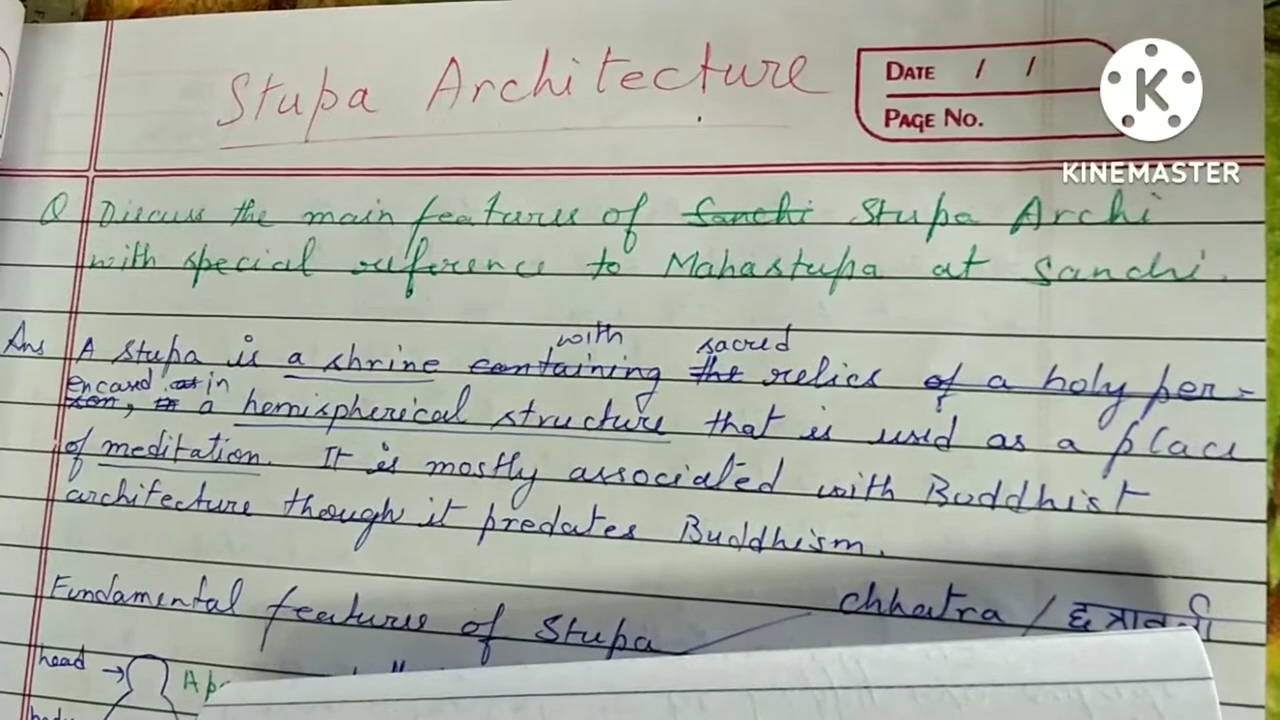 Stupa Architecture
DATE / /
PAGE No.
K
KINEMASTER
Q Discuss the main features of Sanchi Stupa Archi
with special reference to Mahastupa at Sanchi.
with sacred
Ans A stupa is a shrine containing the relics of a holy per-
encased as in
son, a hemispherical structure that is used as a place
of meditation. It is mostly associated with Buddhist
architecture though it predates Buddhism.
Fundamental features of Stupa
chhatra / छत्रावली
head →